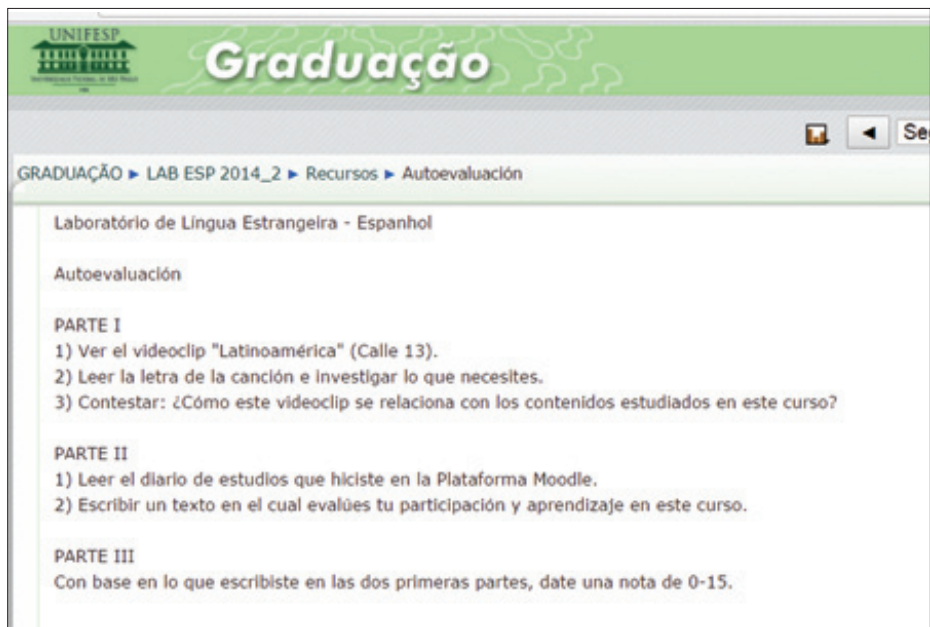 UNIFESP
Graduação
GRADUAÇÃO ► LAB ESP 2014_2 ► Recursos ► Autoevaluación
Laboratório de Língua Estrangeira - Espanhol
Autoevaluación
PARTE I
1) Ver el videoclip "Latinoamérica" (Calle 13).
2) Leer la letra de la canción e investigar lo que necesites.
3) Contestar: ¿Cómo este videoclip se relaciona con los contenidos estudiados en este curso?
PARTE II
1) Leer el diario de estudios que hiciste en la Plataforma Moodle.
2) Escribir un texto en el cual evalúes tu participación y aprendizaje en este curso.
PARTE III
Con base en lo que escribiste en las dos primeras partes, date una nota de 0-15.